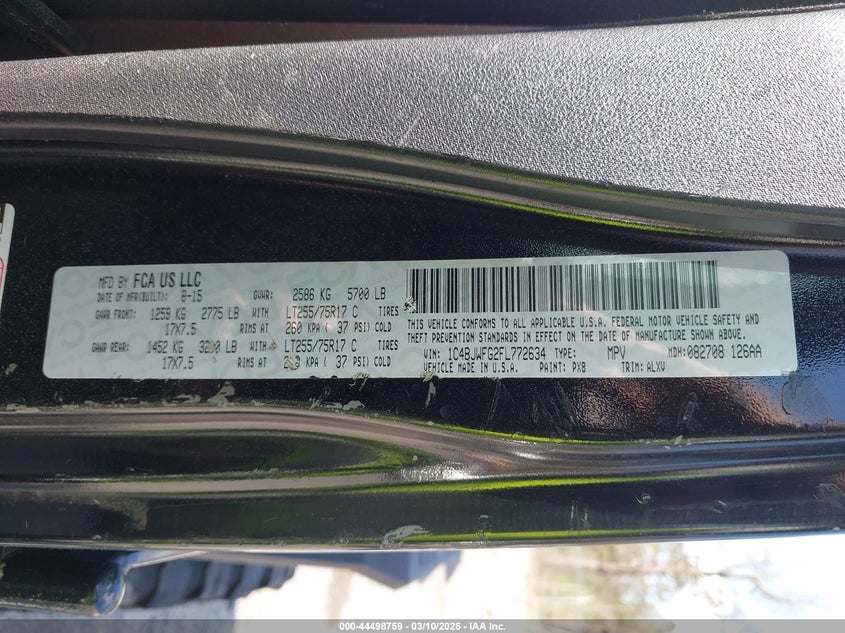 MFD BY FCA US LLC
DATE OF MFR(BUILT): 8-15 GVWR: 2586 KG 5700 LB
GAWR FRONT: 1259 KG 2775 LB WITH LT255/75R17 C TIRES
17X7.5 RIMS AT 260 KPA ( 37 PSI) COLD
GAWR REAR: 1452 KG LB WITH LT255/75R17 C TIRES
17X7.5 RIMS AT KPA ( 37 PSI) COLD
THIS VEHICLE CONFORMS TO ALL APPLICABLE U.S.A. FEDERAL MOTOR VEHICLE SAFETY AND
THEFT PREVENTION STANDARDS IN EFFECT ON THE DATE OF MANUFACTURE SHOWN ABOVE.
VIN: 1C4BJWFG2FL772634 TYPE: MPV MDH: 082708 126AA
VEHICLE MADE IN U.S.A. PAINT: PX8 TRIM: ALXV
000-44498759 — 03/10/2026 — IAA Inc.